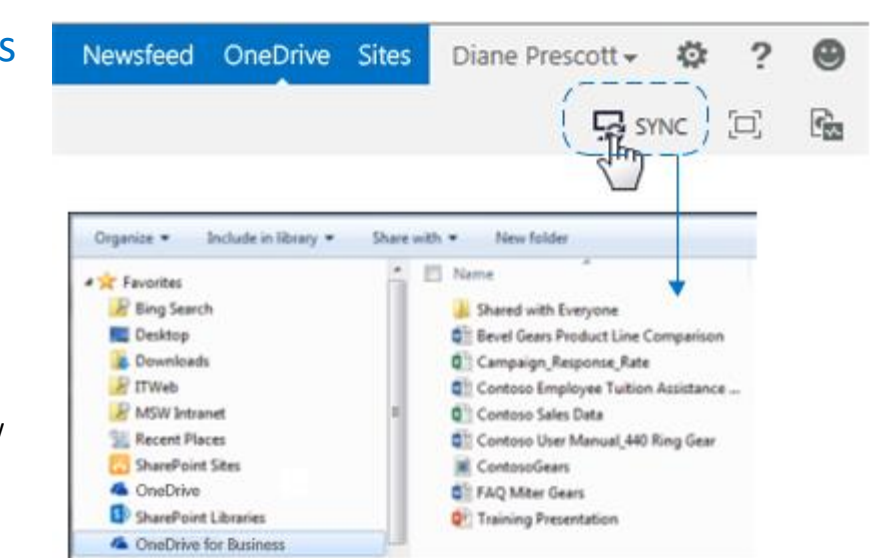 s
Newsfeed OneDrive Sites Diane Prescott ?
SYNC
Organize Include in library Share with New folder
Name
Favorites
Bing Search
Desktop
Downloads
ITWeb
MSW Intranet
Recent Places
SharePoint Sites
OneDrive
SharePoint Libraries
OneDrive for Business
Shared with Everyone
Bevel Gears Product Line Comparison
Campaign_Response_Rate
Contoso Employee Tuition Assistance ...
Contoso Sales Data
Contoso User Manual_440 Ring Gear
ContosoGears
FAQ Miter Gears
Training Presentation